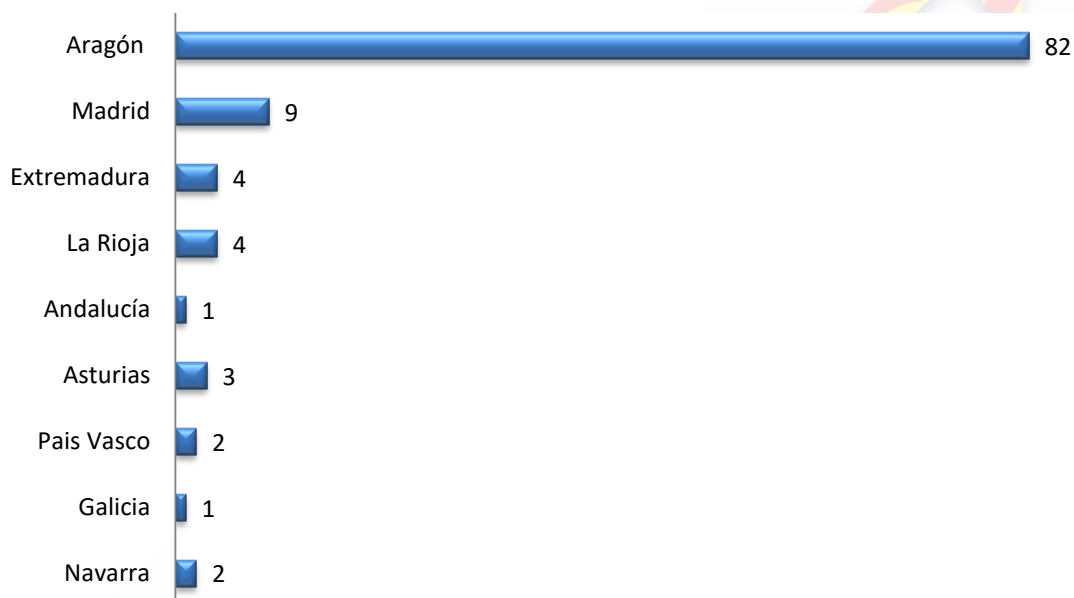 Aragón 82
Madrid 9
Extremadura 4
La Rioja 4
Andalucía 1
Asturias 3
Pais Vasco 2
Galicia 1
Navarra 2